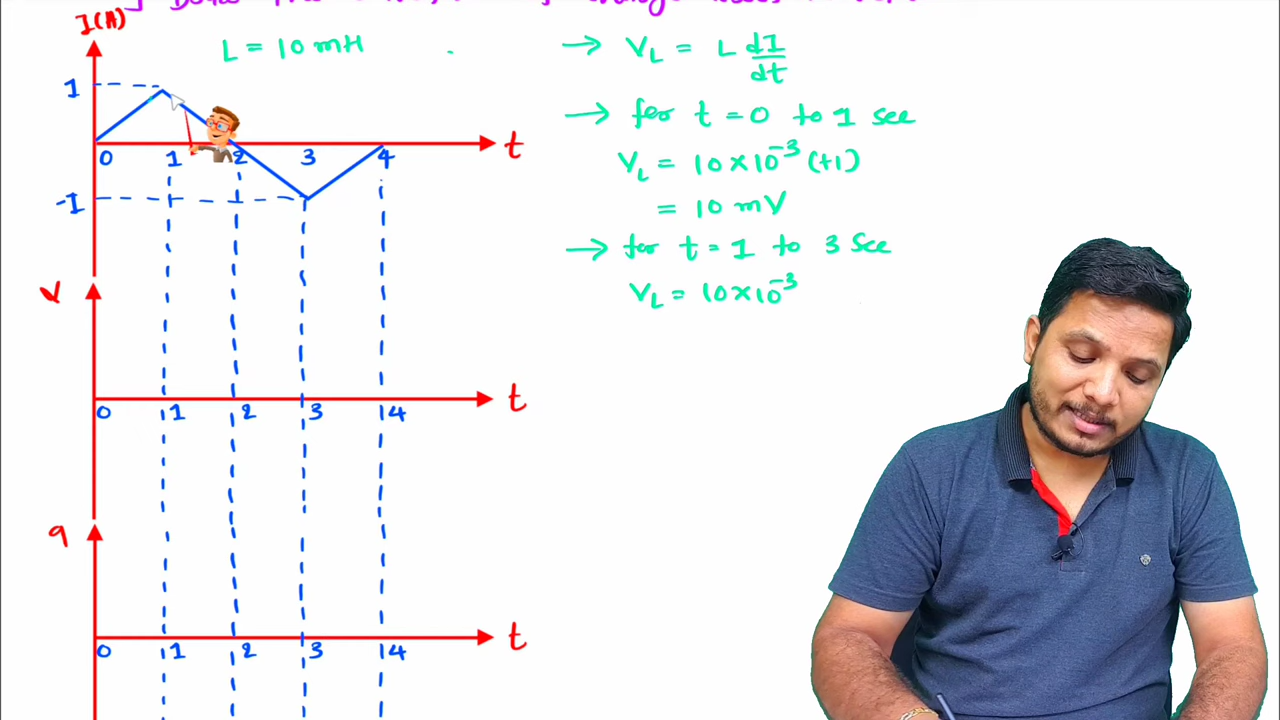 I(A)
L = 10 mH
1
0 1 2 3 4 t
-1
V
0 1 2 3 4 t
q
0 1 2 3 4 t
→ V_L = L dI/dt
→ for t = 0 to 1 sec
V_L = 10×10⁻³ (+1)
= 10 mV
→ for t = 1 to 3 Sec
V_L = 10×10⁻³